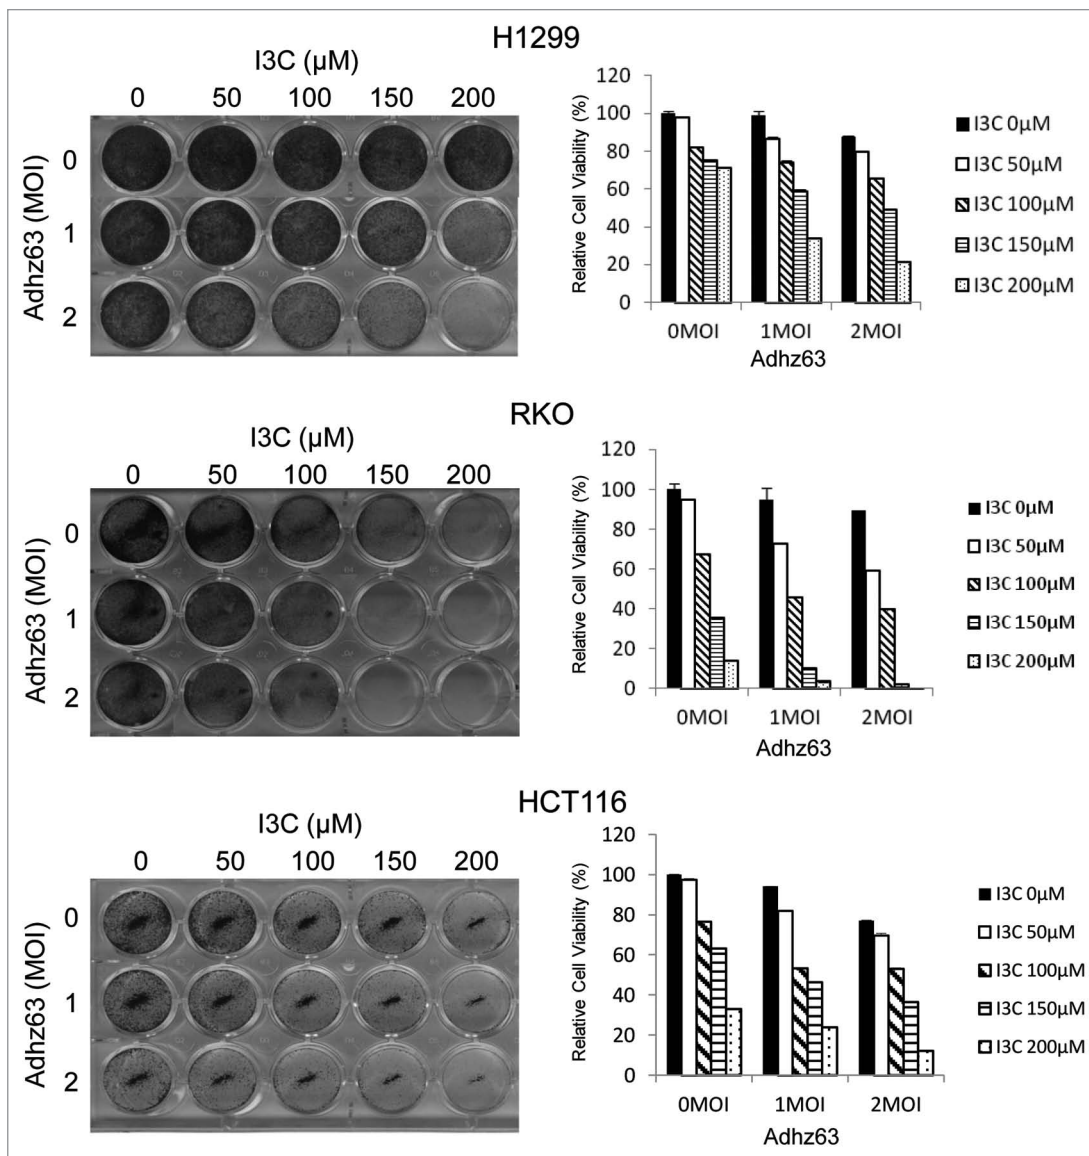 H1299
I3C (µM)
0 50 100 150 200
Adhz63 (MOI)
0
1
2
Relative Cell Viability (%)
120
100
80
60
40
20
0
0MOI 1MOI 2MOI
Adhz63
I3C 0µM
I3C 50µM
I3C 100µM
I3C 150µM
I3C 200µM
RKO
I3C (µM)
0 50 100 150 200
Adhz63 (MOI)
0
1
2
Relative Cell Viability (%)
120
100
80
60
40
20
0
0MOI 1MOI 2MOI
Adhz63
I3C 0µM
I3C 50µM
I3C 100µM
I3C 150µM
I3C 200µM
HCT116
I3C (µM)
0 50 100 150 200
Adhz63 (MOI)
0
1
2
Relative Cell Viability (%)
120
100
80
60
40
20
0
0MOI 1MOI 2MOI
Adhz63
I3C 0µM
I3C 50µM
I3C 100µM
I3C 150µM
I3C 200µM